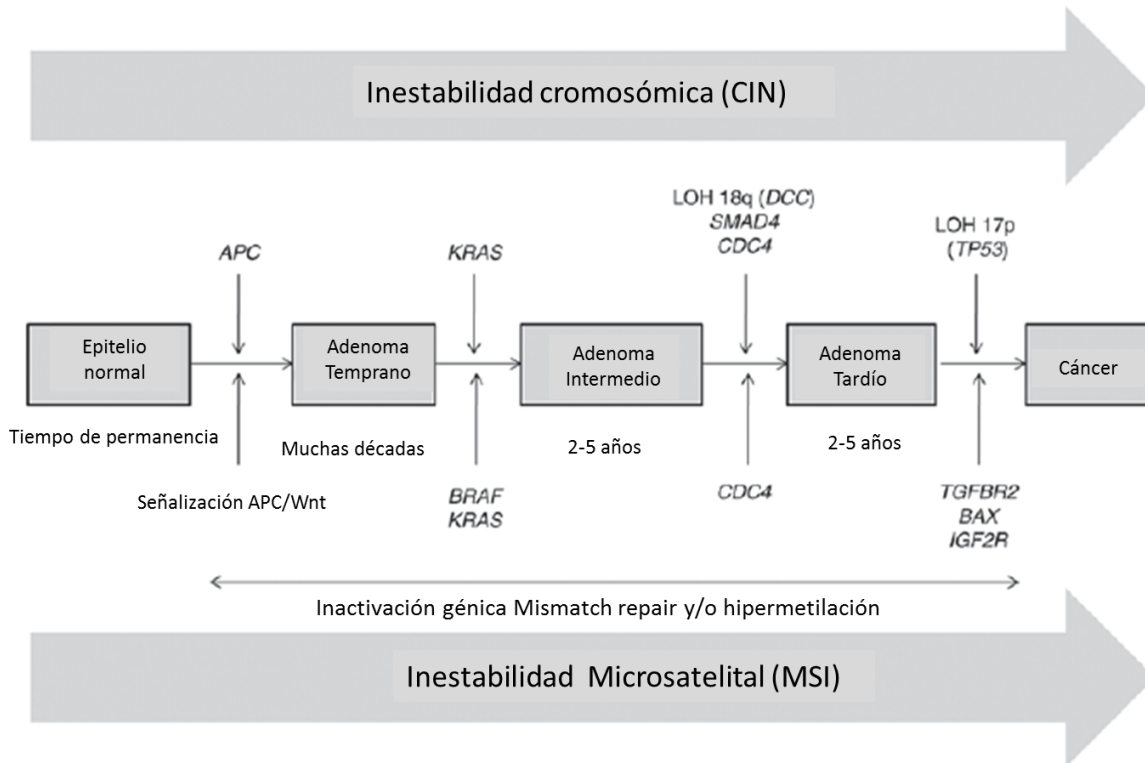 Inestabilidad cromosómica (CIN)
APC
KRAS
LOH 18q (DCC)
SMAD4
CDC4
LOH 17p
(TP53)
Epitelio
normal
Adenoma
Temprano
Adenoma
Intermedio
Adenoma
Tardío
Cáncer
Tiempo de permanencia
Muchas décadas
2-5 años
2-5 años
Señalización APC/Wnt
BRAF
KRAS
CDC4
TGFBR2
BAX
IGF2R
Inactivación génica Mismatch repair y/o hipermetilación
Inestabilidad Microsatelital (MSI)